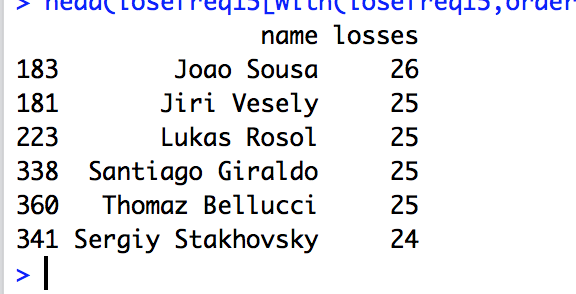 > head(losefreq15[with(losefreq15,order
name losses
183 Joao Sousa 26
181 Jiri Vesely 25
223 Lukas Rosol 25
338 Santiago Giraldo 25
360 Thomaz Bellucci 25
341 Sergiy Stakhovsky 24
>